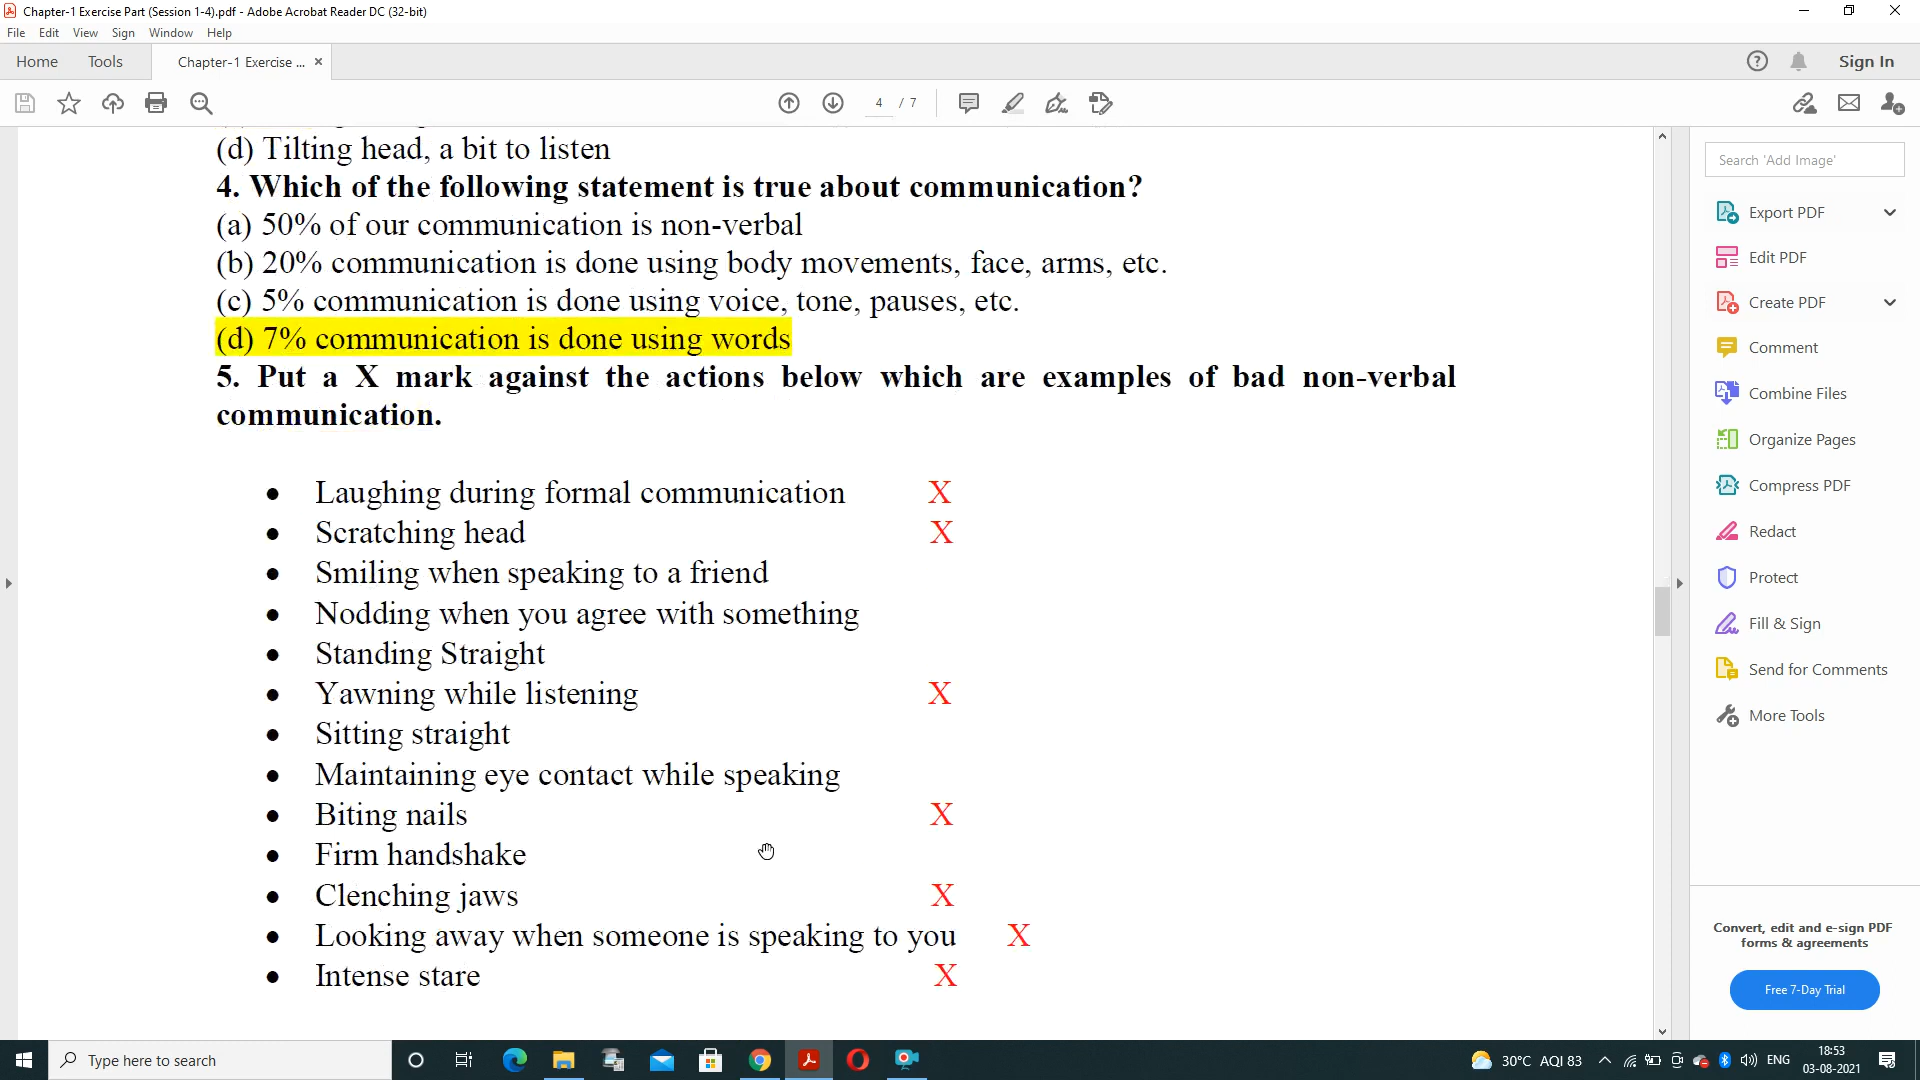 Chapter-1 Exercise Part (Session 1-4).pdf - Adobe Acrobat Reader DC (32-bit)
File Edit View Sign Window Help
Home Tools Chapter-1 Exercise ... × Sign In
4 / 7
(d) Tilting head, a bit to listen
4. Which of the following statement is true about communication?
(a) 50% of our communication is non-verbal
(b) 20% communication is done using body movements, face, arms, etc.
(c) 5% communication is done using voice, tone, pauses, etc.
(d) 7% communication is done using words
5. Put a X mark against the actions below which are examples of bad non-verbal
communication.
• Laughing during formal communication X
• Scratching head X
• Smiling when speaking to a friend
• Nodding when you agree with something
• Standing Straight
• Yawning while listening X
• Sitting straight
• Maintaining eye contact while speaking
• Biting nails X
• Firm handshake
• Clenching jaws X
• Looking away when someone is speaking to you X
• Intense stare X
Search 'Add Image'
Export PDF
Edit PDF
Create PDF
Comment
Combine Files
Organize Pages
Compress PDF
Redact
Protect
Fill & Sign
Send for Comments
More Tools
Convert, edit and e-sign PDF
forms & agreements
Free 7-Day Trial
Type here to search
30°C AQI 83
ENG
18:53
03-08-2021